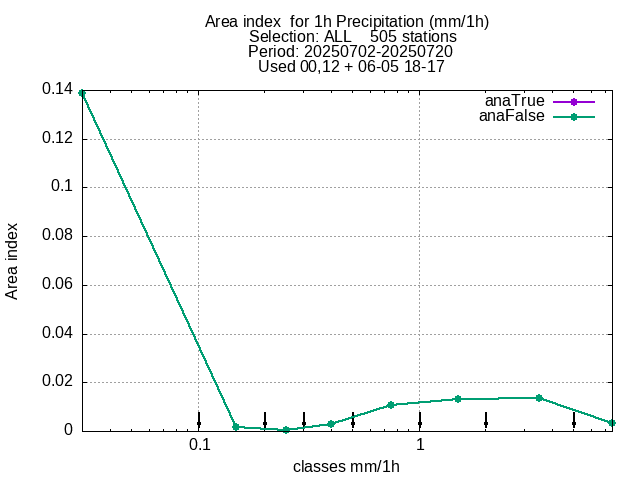 Area index  for 1h Precipitation (mm/1h)
Selection: ALL    505 stations
Period: 20250702-20250720
Used 00,12 + 06-05 18-17
anaTrue
anaFalse
0.14
0.12
0.1
0.08
0.06
0.04
0.02
0
Area index
0.1
1
classes mm/1h